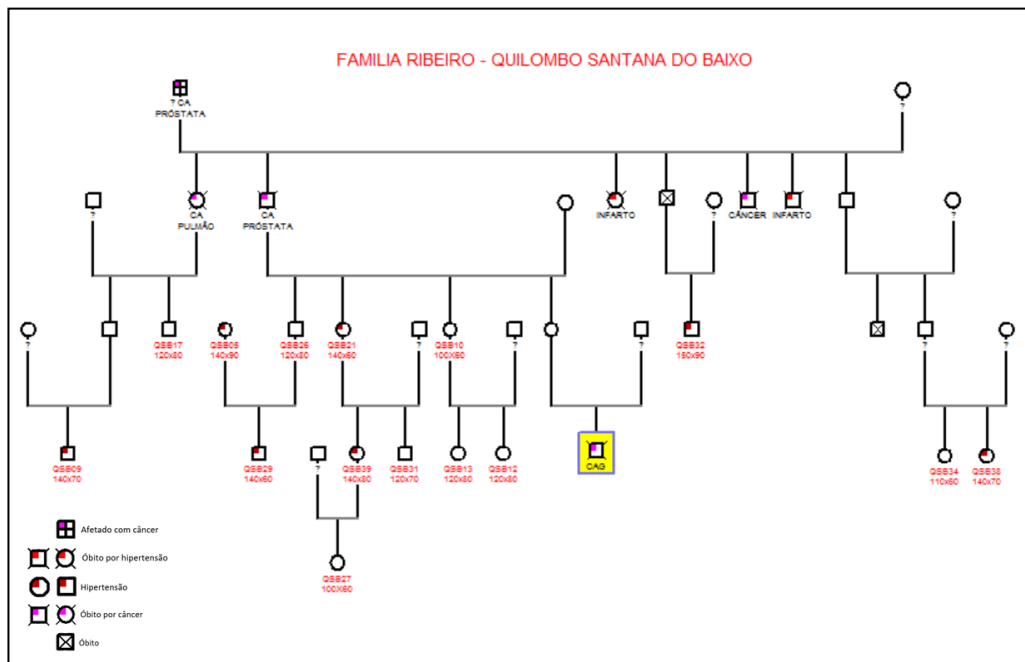 FAMILIA RIBEIRO - QUILOMBO SANTANA DO BAIXO
? CA
PRÓSTATA
?
?
CA
PULMÃO
CA
PRÓSTATA
INFARTO
?
CÂNCER
INFARTO
?
?
QSB17
120x80
QSB05
140x90
QSB26
120x80
QSB21
140x60
?
QSB10
100X60
?
?
QSB32
150x90
?
?
QSB09
140x70
QSB29
140x60
?
QSB39
140x80
QSB31
120x70
QSB13
120x80
QSB12
120x80
CAG
QSB34
110x60
QSB38
140x70
QSB27
100X60
Afetado com câncer
Óbito por hipertensão
Hipertensão
Óbito por câncer
Óbito